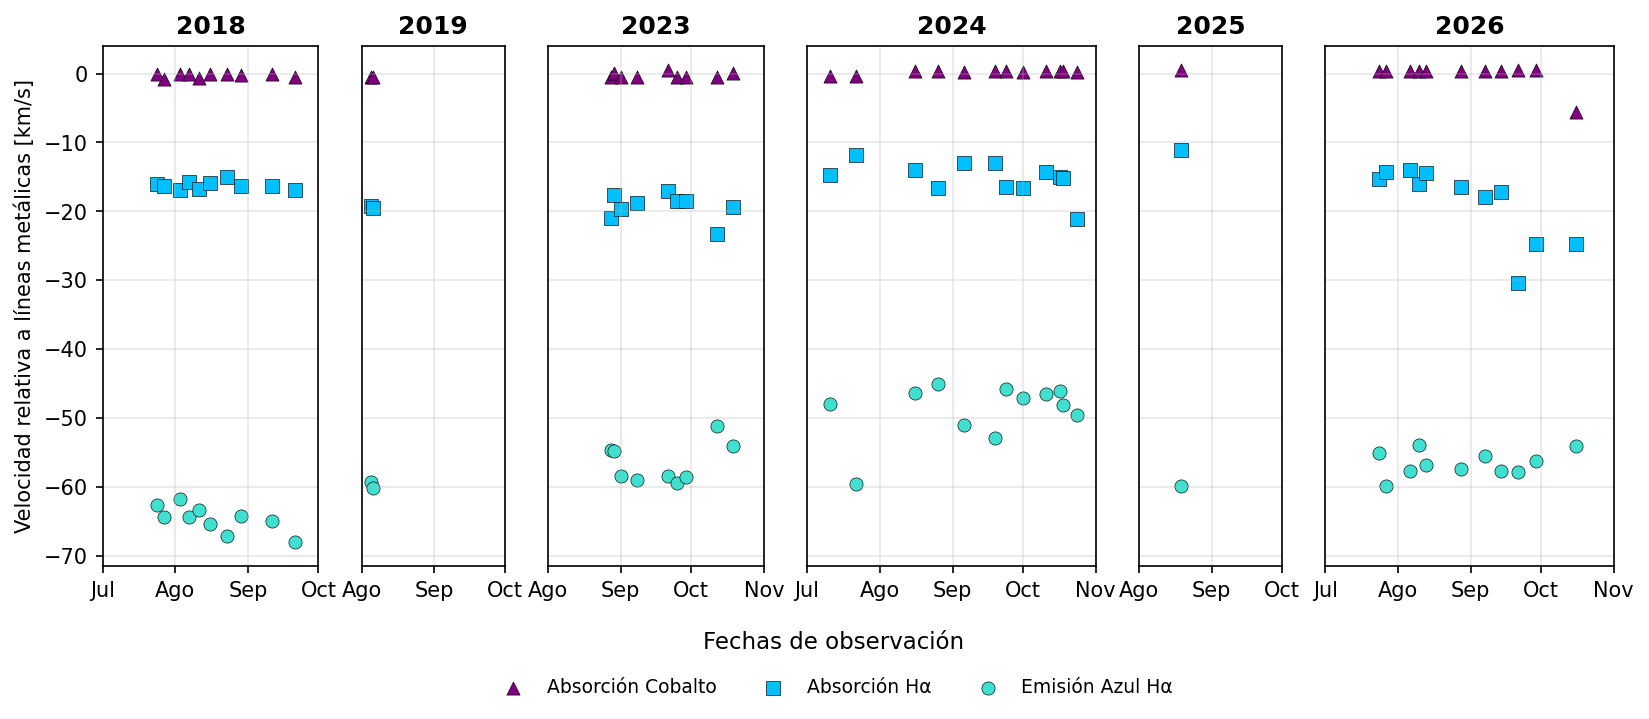 2018 2019 2023 2024 2025 2026
Velocidad relativa a líneas metálicas [km/s]
0
−10
−20
−30
−40
−50
−60
−70
Jul Ago Sep Oct Ago Sep Oct Ago Sep Oct Nov Jul Ago Sep Oct Nov Ago Sep Oct Jul Ago Sep Oct Nov
Fechas de observación
Absorción Cobalto Absorción Hα Emisión Azul Hα